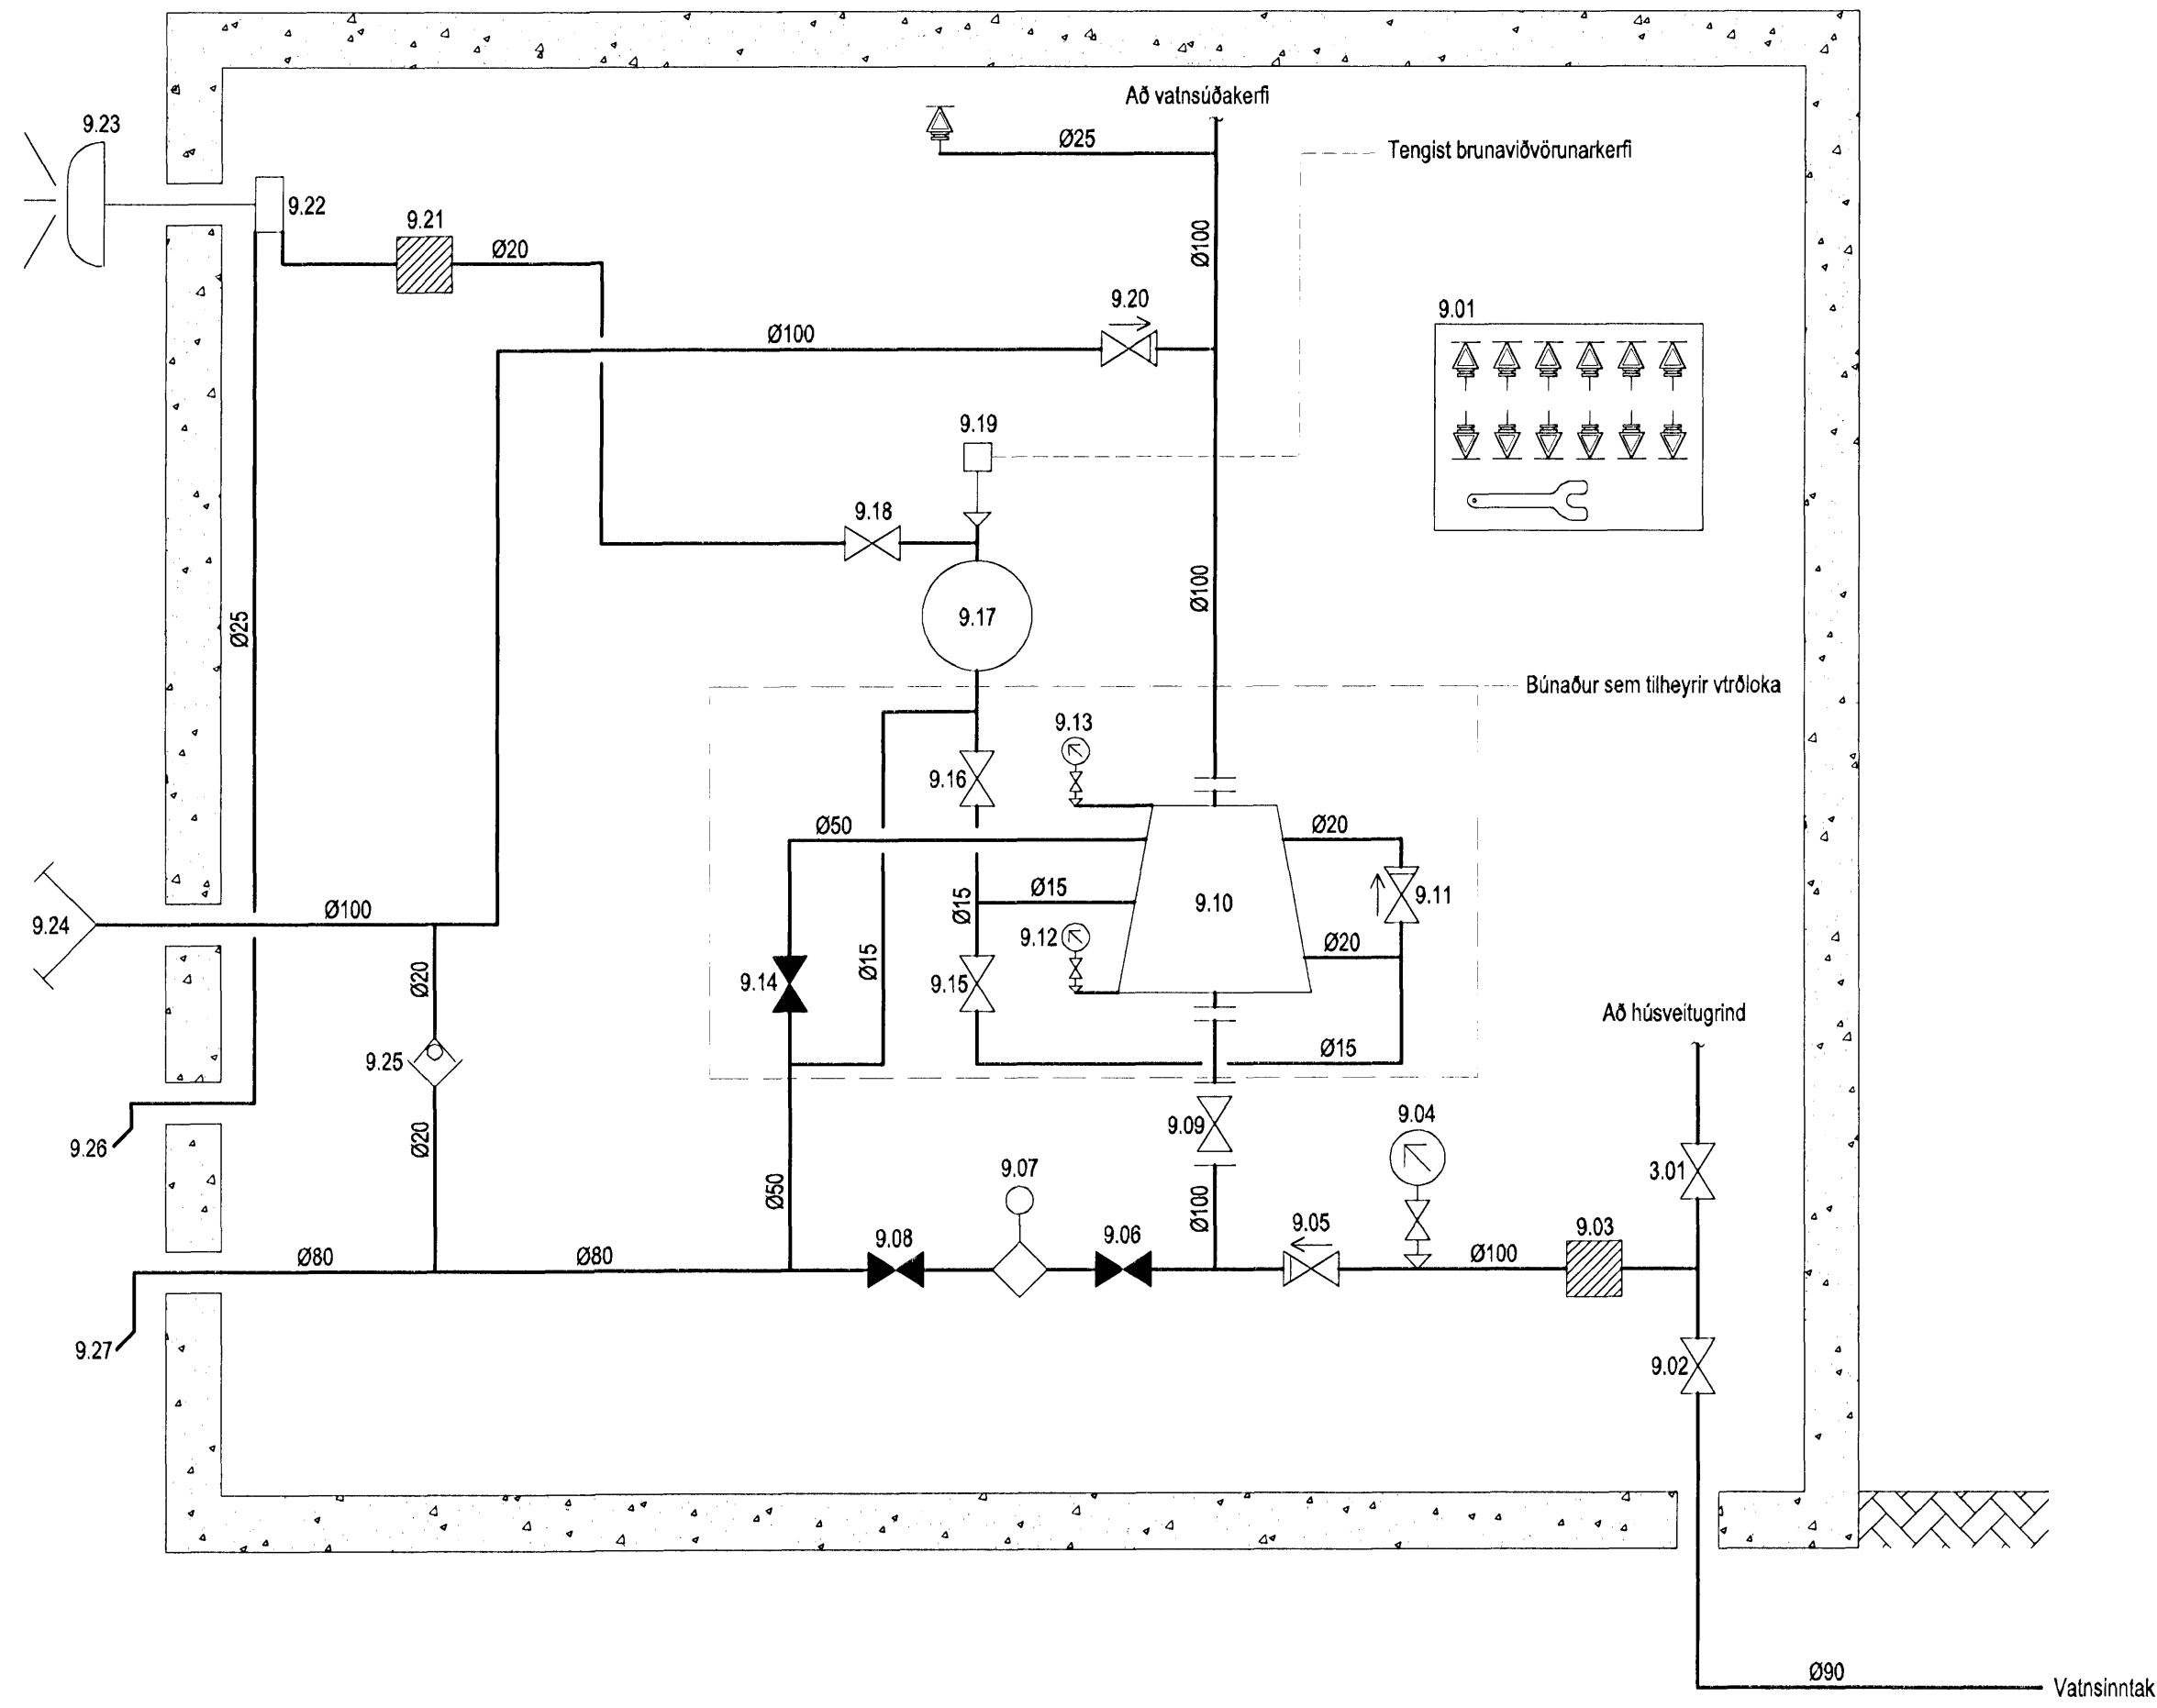 Að vatnsúðakerfi
9.23
Ø25
Tengist brunaviðvörunarkerfi
9.22
9.21
Ø20
Ø100
9.20
9.01
Ø100
9.19
9.18
Ø100
9.17
Ø25
Búnaður sem tilheyrir vtrðloka
9.13
9.16
Ø50
Ø20
Ø15
9.11
9.10
Ø15
9.24
Ø100
9.12
Ø20
Ø15
9.14
9.15
Ø20
Að húsveitugrind
Ø15
9.25
9.04
9.09
9.26
Ø20
9.07
3.01
Ø50
Ø100
9.05
9.03
9.08
9.06
Ø80
Ø80
Ø100
9.27
9.02
Ø90
Vatnsinntak